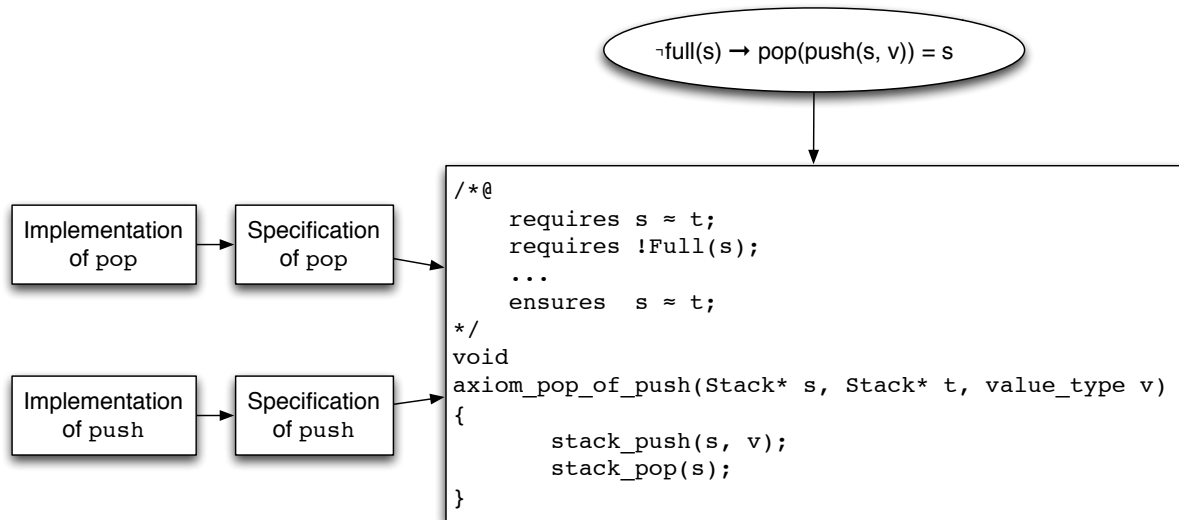 ¬full(s) → pop(push(s, v)) = s
Implementation
of pop
Specification
of pop
Implementation
of push
Specification
of push
/*@
    requires s ≈ t;
    requires !Full(s);
    ...
    ensures  s ≈ t;
*/
void
axiom_pop_of_push(Stack* s, Stack* t, value_type v)
{
       stack_push(s, v);
       stack_pop(s);
}